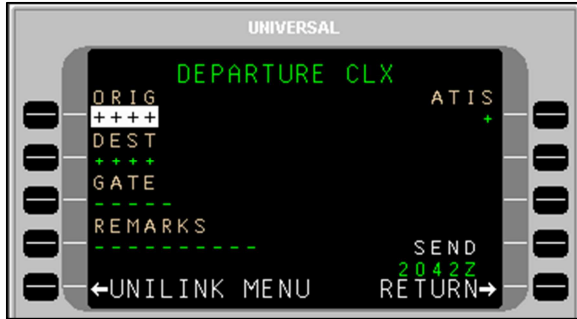 UNIVERSAL
DEPARTURE CLX
ORIG ATIS
++++ +
DEST
++++
GATE
-----
REMARKS
----------
SEND
2042Z
←UNILINK MENU RETURN→